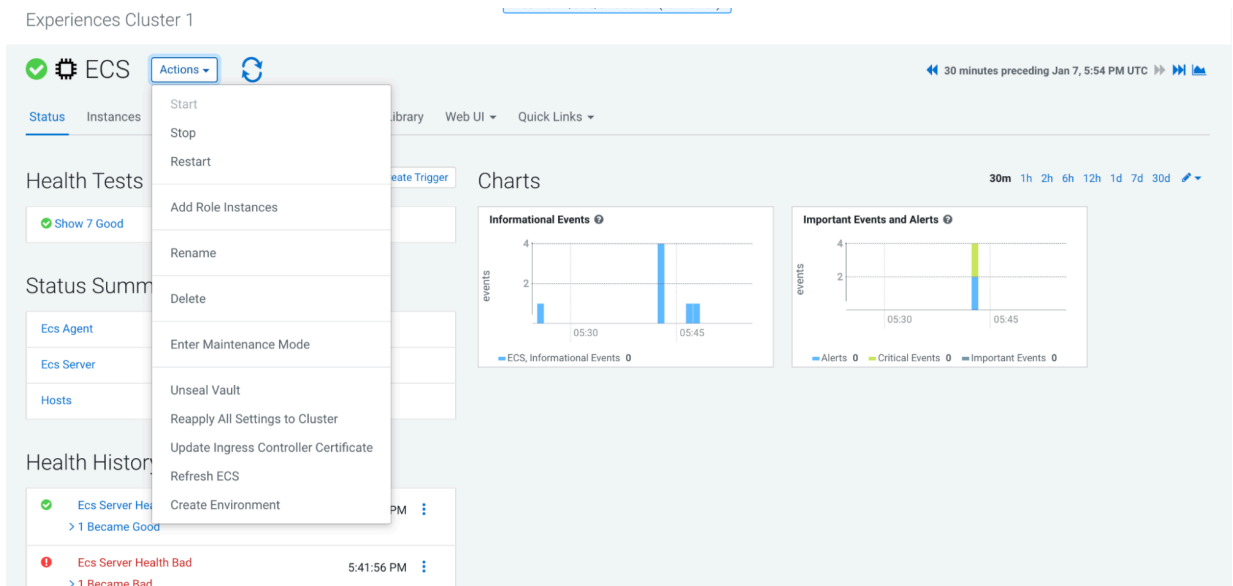 Experiences Cluster 1
ECS
Actions
30 minutes preceding Jan 7, 5:54 PM UTC
Status
Instances
Library
Web UI
Quick Links
Start
Stop
Restart
Add Role Instances
Rename
Delete
Enter Maintenance Mode
Unseal Vault
Reapply All Settings to Cluster
Update Ingress Controller Certificate
Refresh ECS
Create Environment
Health Tests
eate Trigger
Show 7 Good
Status Summ
Ecs Agent
Ecs Server
Hosts
Health History
Ecs Server Hea
PM
> 1 Became Good
Ecs Server Health Bad
5:41:56 PM
> 1 Became Bad
Charts
30m 1h 2h 6h 12h 1d 7d 30d
Informational Events
events
4
2
05:30
05:45
ECS, Informational Events 0
Important Events and Alerts
events
4
2
05:30
05:45
Alerts 0 Critical Events 0 Important Events 0